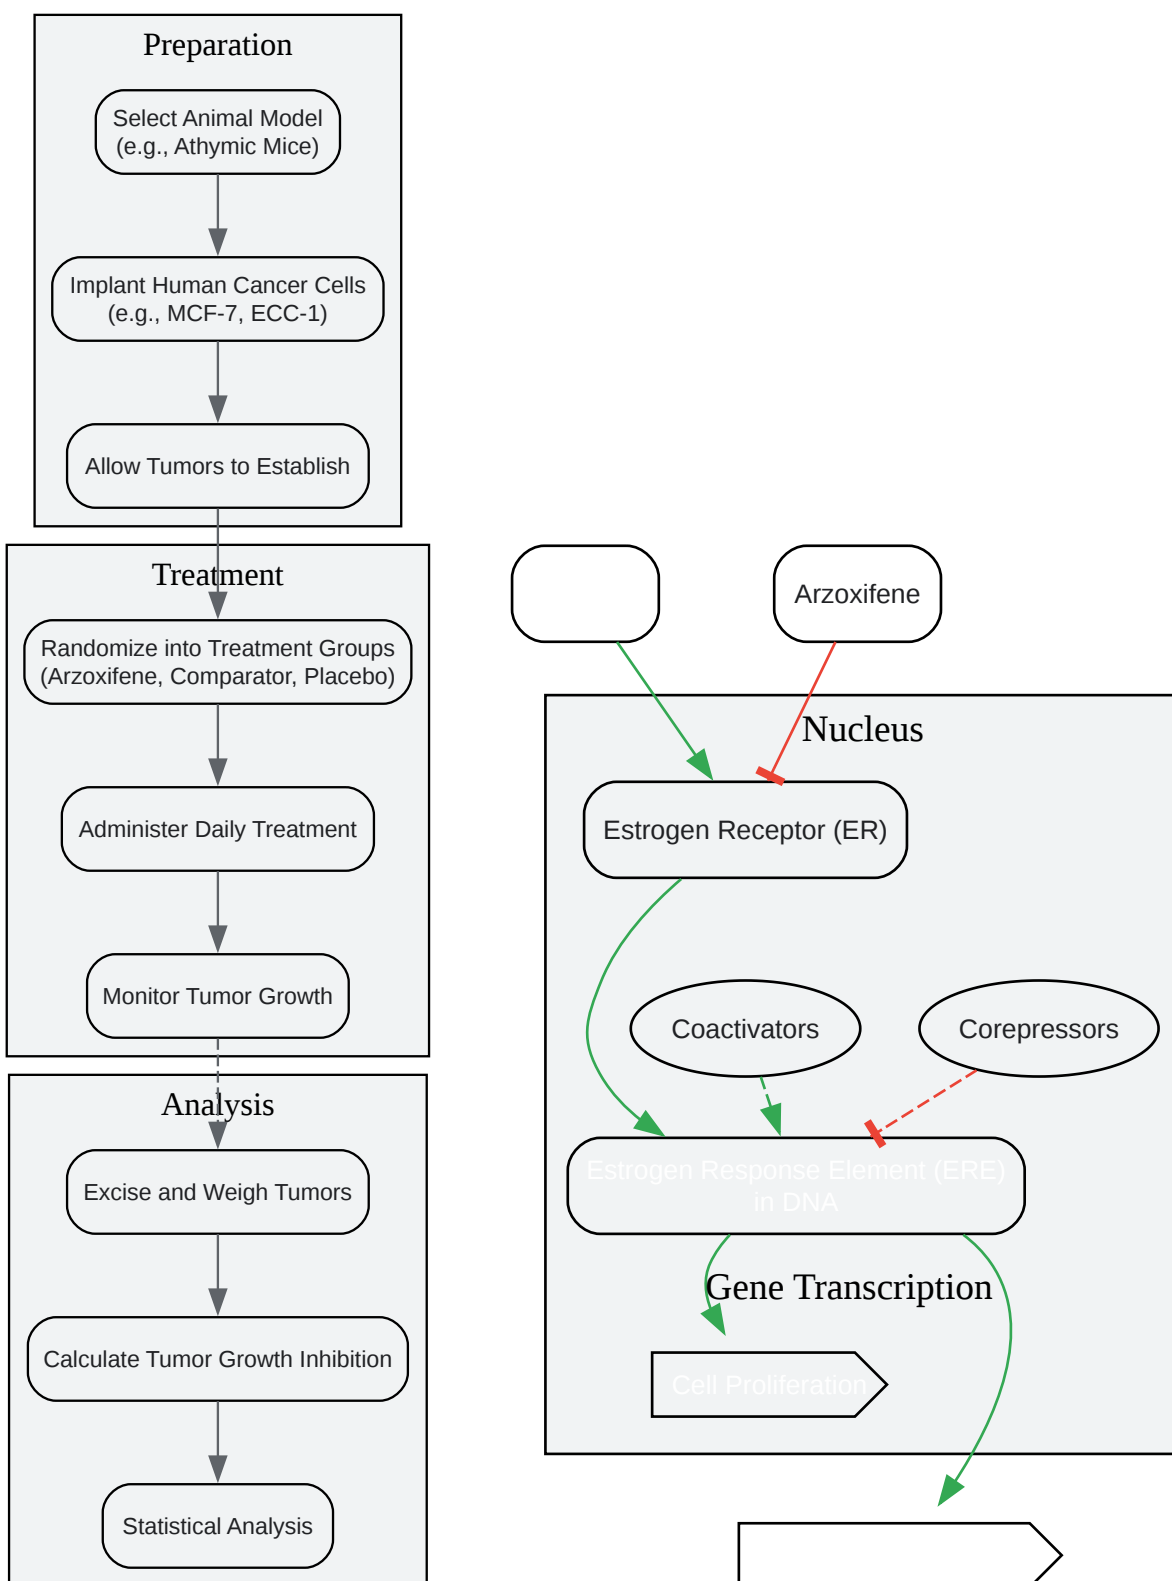 Preparation
Select Animal Model
(e.g., Athymic Mice)
Implant Human Cancer Cells
(e.g., MCF-7, ECC-1)
Allow Tumors to Establish
Treatment
Randomize into Treatment Groups
(Arzoxifene, Comparator, Placebo)
Administer Daily Treatment
Monitor Tumor Growth
Analysis
Excise and Weigh Tumors
Calculate Tumor Growth Inhibition
Statistical Analysis
Arzoxifene
Nucleus
Estrogen Receptor (ER)
Coactivators
Corepressors
Estrogen Response Element (ERE)
in DNA
Gene Transcription
Cell Proliferation